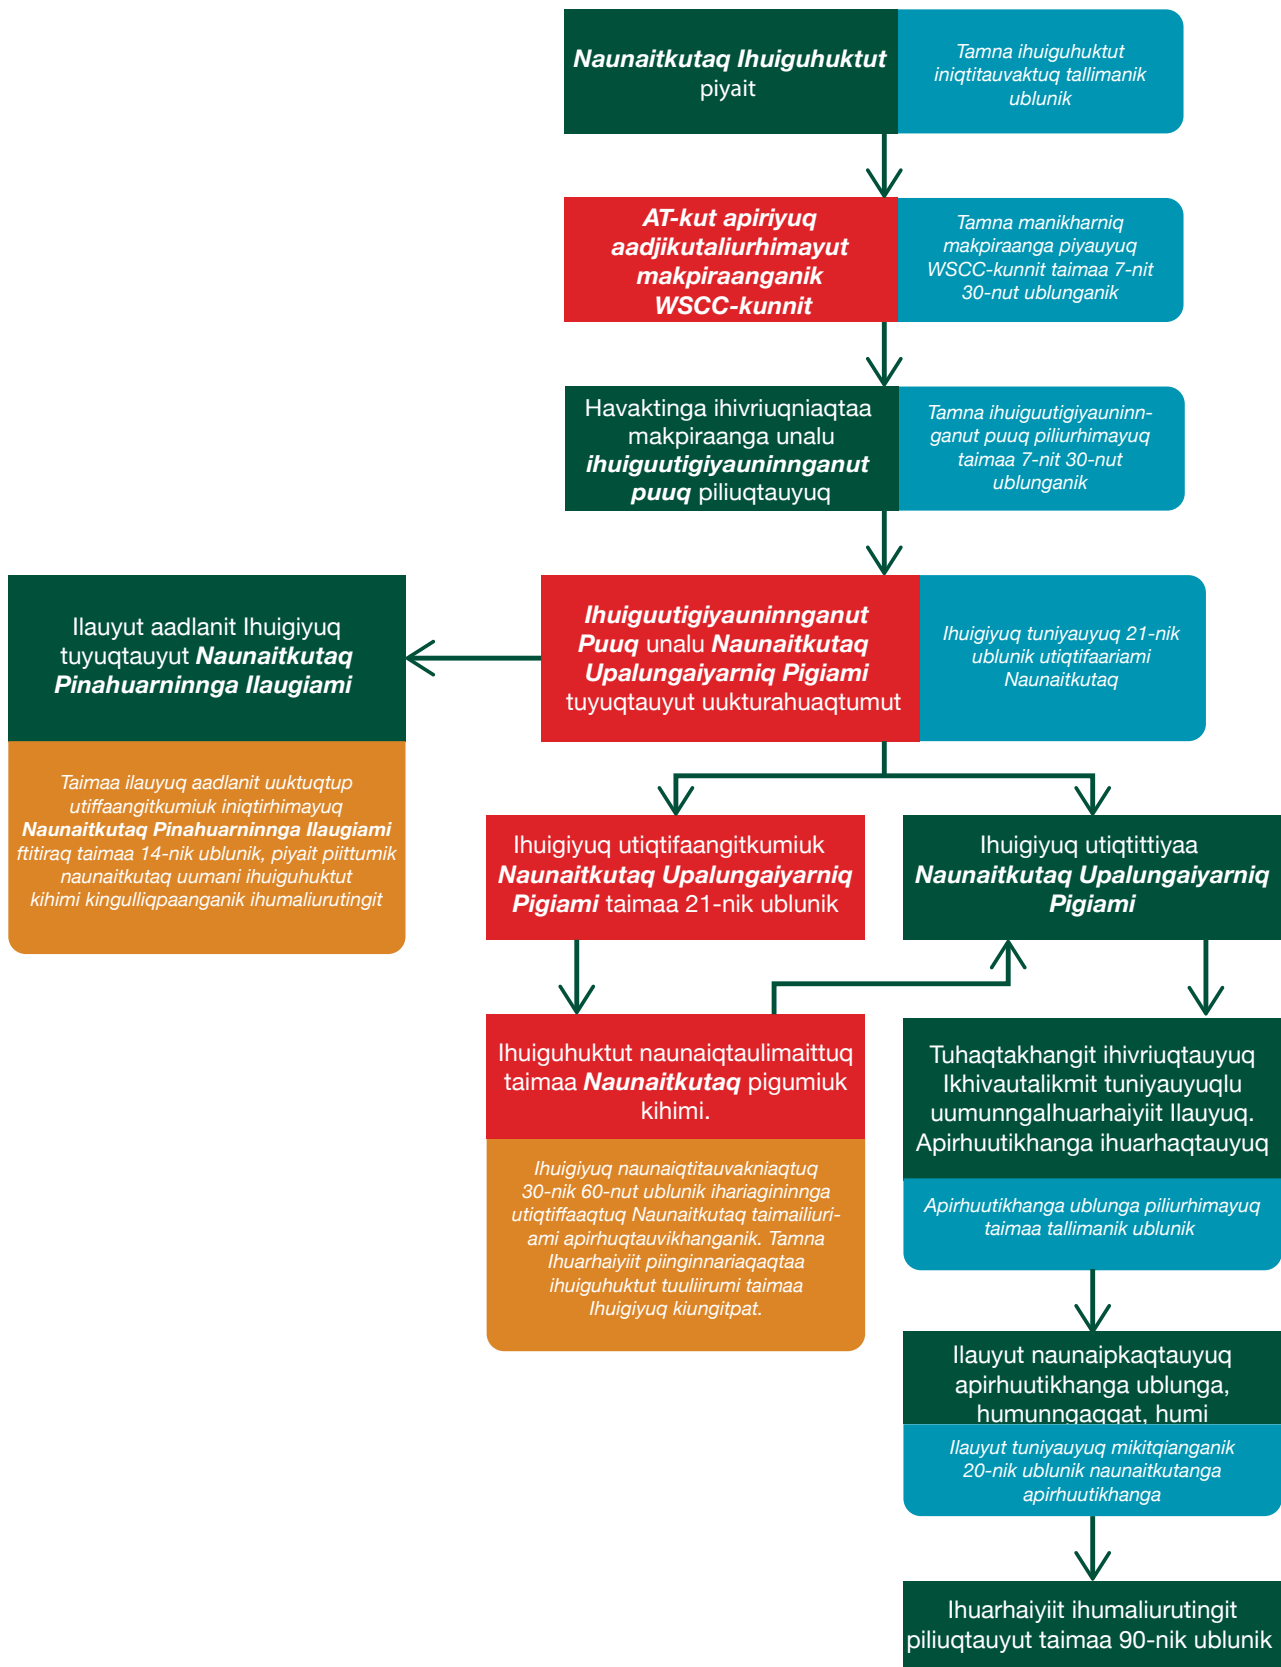 Naunaitkutaq Ihuiguhuktut
piyait
Tamna ihuiguhuktut
iniqtitauvaktuq tallimanik
ublunik
AT-kut apiriyuq
aadjikutaliurhimayut
makpiraanganik
WSCC-kunnit
Tamna manikharniq
makpiraanga piyauyuq
WSCC-kunnit taimaa 7-nit
30-nut ublunganik
Havaktinga ihivriuqniaqtaa
makpiraanga unalu
ihuiguutigiyauninnganut
puuq piliuqtauyuq
Tamna ihuiguutigiyauninn-
ganut puuq piliurhimayuq
taimaa 7-nit 30-nut
ublunganik
Ilauyut aadlanit Ihuigiyuq
tuyuqtauyut Naunaitkutaq
Pinahuarninnga Ilaugiami
Taimaa ilauyuq aadlanit uuktuqtup
utiffaangitkumiuk iniqtirhimayuq
Naunaitkutaq Pinahuarninnga Ilaugiami
ftitiraq taimaa 14-nik ublunik, piyait piittumik
naunaitkutaq uumani ihuiguhuktut
kihimi kingulliqpaanganik ihumaliurutingit
Ihuiguutigiyauninnganut
Puuq unalu Naunaitkutaq
Upalungaiyarniq Pigiami
tuyuqtauyut uukturahuaqtumut
Ihuigiyuq tuniyauyuq 21-nik
ublunik utiqtifaariami
Naunaitkutaq
Ihuigiyuq utiqtifaangitkumiuk
Naunaitkutaq Upalungaiyarniq
Pigiami taimaa 21-nik ublunik
Ihuigiyuq utiqtittiyaa
Naunaitkutaq Upalungaiyarniq
Pigiami
Ihuiguhuktut naunaiqtaulimaittuq
taimaa Naunaitkutaq pigumiuk
kihimi.
Ihuigiyuq naunaiqtitauvakniaqtuq
30-nik 60-nut ublunik ihariagininnga
utiqtiffaaqtuq Naunaitkutaq taimailiuri-
ami apirhuqtauvikhanganik. Tamna
Ihuarhaiyiit piinginnariaqaqtaa
ihuiguhuktut tuuliirumi taimaa
Ihuigiyuq kiungitpat.
Tuhaqtakhangit ihivriuqtauyuq
Ikhivautalikmit tuniyauyuqlu
uumunngalhuarhaiyiit Ilauyuq.
Apirhuutikhanga ihuarhaqtauyuq
Apirhuutikhanga ublunga piliurhimayuq
taimaa tallimanik ublunik
Ilauyut naunaipkaqtauyuq
apirhuutikhanga ublunga,
humunngaqqat, humi
Ilauyut tuniyauyuq mikitqianganik
20-nik ublunik naunaitkutanga
apirhuutikhanga
Ihuarhaiyiit ihumaliurutingit
piliuqtauyut taimaa 90-nik ublunik